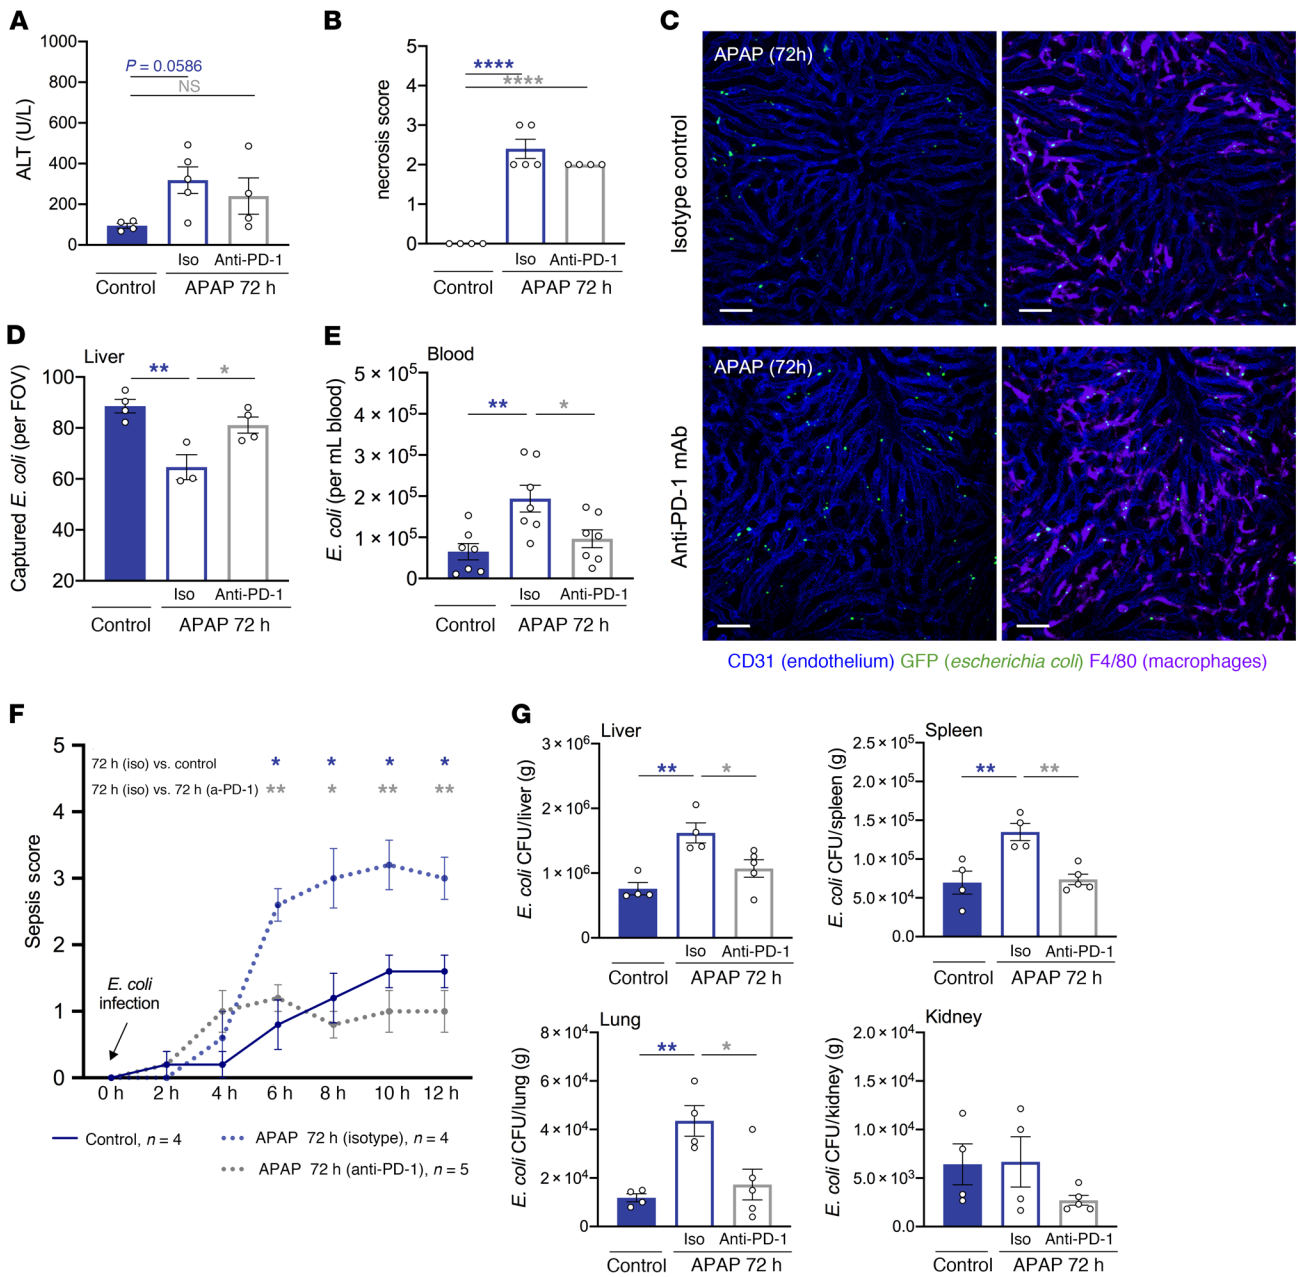 A
1000
800
600
400
200
0
ALT (U/L)
P = 0.0586
NS
Iso Anti-PD-1
Control APAP 72 h
B
5
4
3
2
1
0
necrosis score
****
****
Iso Anti-PD-1
Control APAP 72 h
C
Isotype control
APAP (72h)
Anti-PD-1 mAb
APAP (72h)
CD31 (endothelium) GFP (escherichia coli) F4/80 (macrophages)
D
Liver
100
80
60
40
20
Captured E. coli (per FOV)
** *
Iso Anti-PD-1
Control APAP 72 h
E
Blood
5 × 10⁵
4 × 10⁵
3 × 10⁵
2 × 10⁵
1 × 10⁵
0
E. coli (per mL blood)
** *
Iso Anti-PD-1
Control APAP 72 h
F
5
4
3
2
1
0
Sepsis score
72 h (iso) vs. control * * * *
72 h (iso) vs. 72 h (a-PD-1) ** * ** **
E. coli
infection
0 h 2 h 4 h 6 h 8 h 10 h 12 h
Control, n = 4
APAP 72 h (isotype), n = 4
APAP 72 h (anti-PD-1), n = 5
G
Liver
3 × 10⁶
2 × 10⁶
1 × 10⁶
0
E. coli CFU/liver (g)
** *
Iso Anti-PD-1
Control APAP 72 h
Spleen
2.5 × 10⁵
2.0 × 10⁵
1.5 × 10⁵
1.0 × 10⁵
5.0 × 10⁴
0.0
E. coli CFU/spleen (g)
** **
Iso Anti-PD-1
Control APAP 72 h
Lung
8 × 10⁴
6 × 10⁴
4 × 10⁴
2 × 10⁴
0
E. coli CFU/lung (g)
** *
Iso Anti-PD-1
Control APAP 72 h
Kidney
2.0 × 10⁴
1.5 × 10⁴
1.0 × 10⁴
5.0 × 10³
0.0
E. coli CFU/kidney (g)
Iso Anti-PD-1
Control APAP 72 h